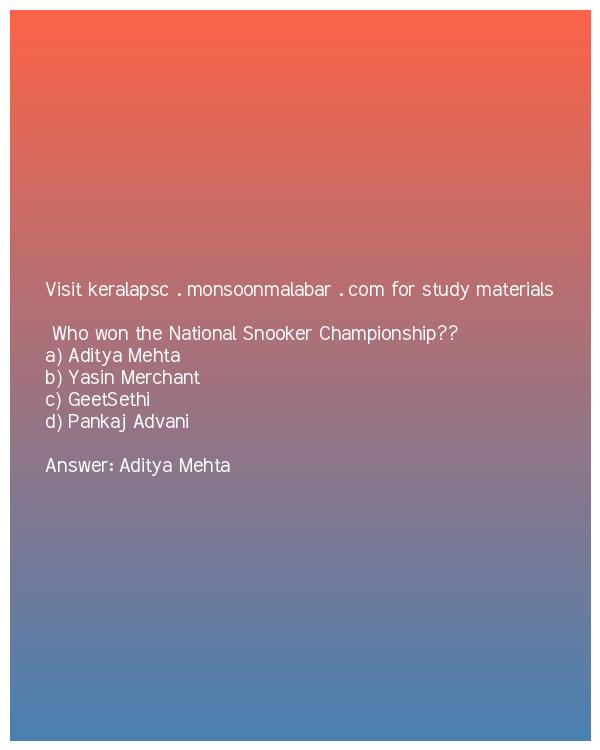 Visit keralapsc . monsoonmalabar . com for study materials
Who won the National Snooker Championship??
a) Aditya Mehta
b) Yasin Merchant
c) GeetSethi
d) Pankaj Advani
Answer: Aditya Mehta